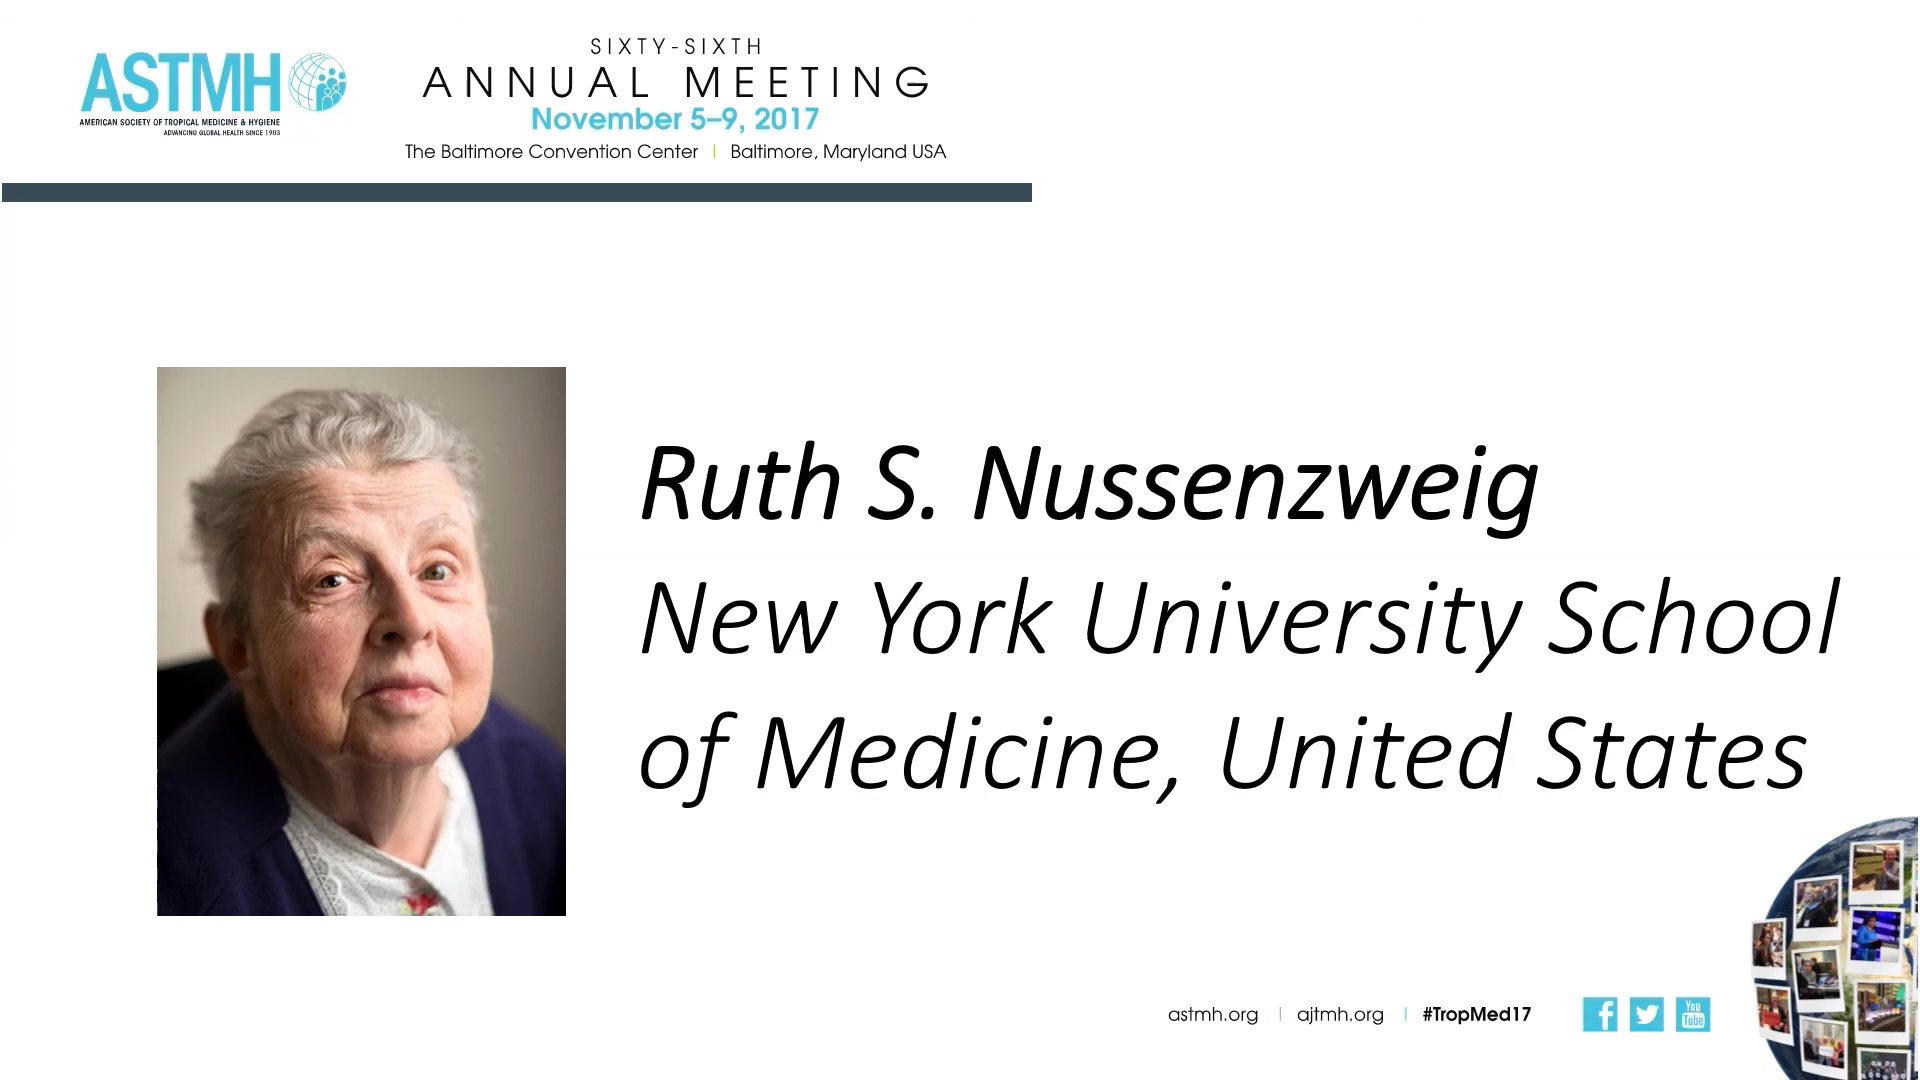 ASTMH
AMERICAN SOCIETY OF TROPICAL MEDICINE & HYGIENE
ADVANCING GLOBAL HEALTH SINCE 1903
SIXTY-SIXTH
ANNUAL MEETING
November 5–9, 2017
The Baltimore Convention Center | Baltimore, Maryland USA
Ruth S. Nussenzweig
New York University School
of Medicine, United States
astmh.org | ajtmh.org | #TropMed17
You
Tube